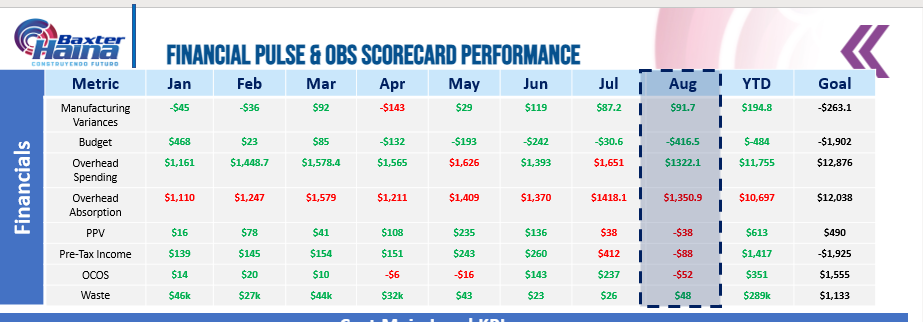 Baxter
Haina
CONSTRUYENDO FUTURO
FINANCIAL PULSE & OBS SCORECARD PERFORMANCE
Financials
Metric Jan Feb Mar Apr May Jun Jul Aug YTD Goal
Manufacturing Variances -$45 -$36 $92 -$143 $29 $119 $87.2 $91.7 $194.8 -$263.1
Budget $468 $23 $85 -$132 -$193 -$242 -$30.6 -$416.5 $-484 -$1,902
Overhead Spending $1,161 $1,448.7 $1,578.4 $1,565 $1,626 $1,393 $1,651 $1322.1 $11,755 $12,876
Overhead Absorption $1,110 $1,247 $1,579 $1,211 $1,409 $1,370 $1418.1 $1,350.9 $10,697 $12,038
PPV $16 $78 $41 $108 $235 $136 $38 -$38 $613 $490
Pre-Tax Income $139 $145 $154 $151 $243 $260 $412 -$88 $1,417 -$1,925
OCOS $14 $20 $10 -$6 -$16 $143 $237 -$52 $351 $1,555
Waste $46k $27k $44k $32k $43 $23 $26 $48 $289k $1,133